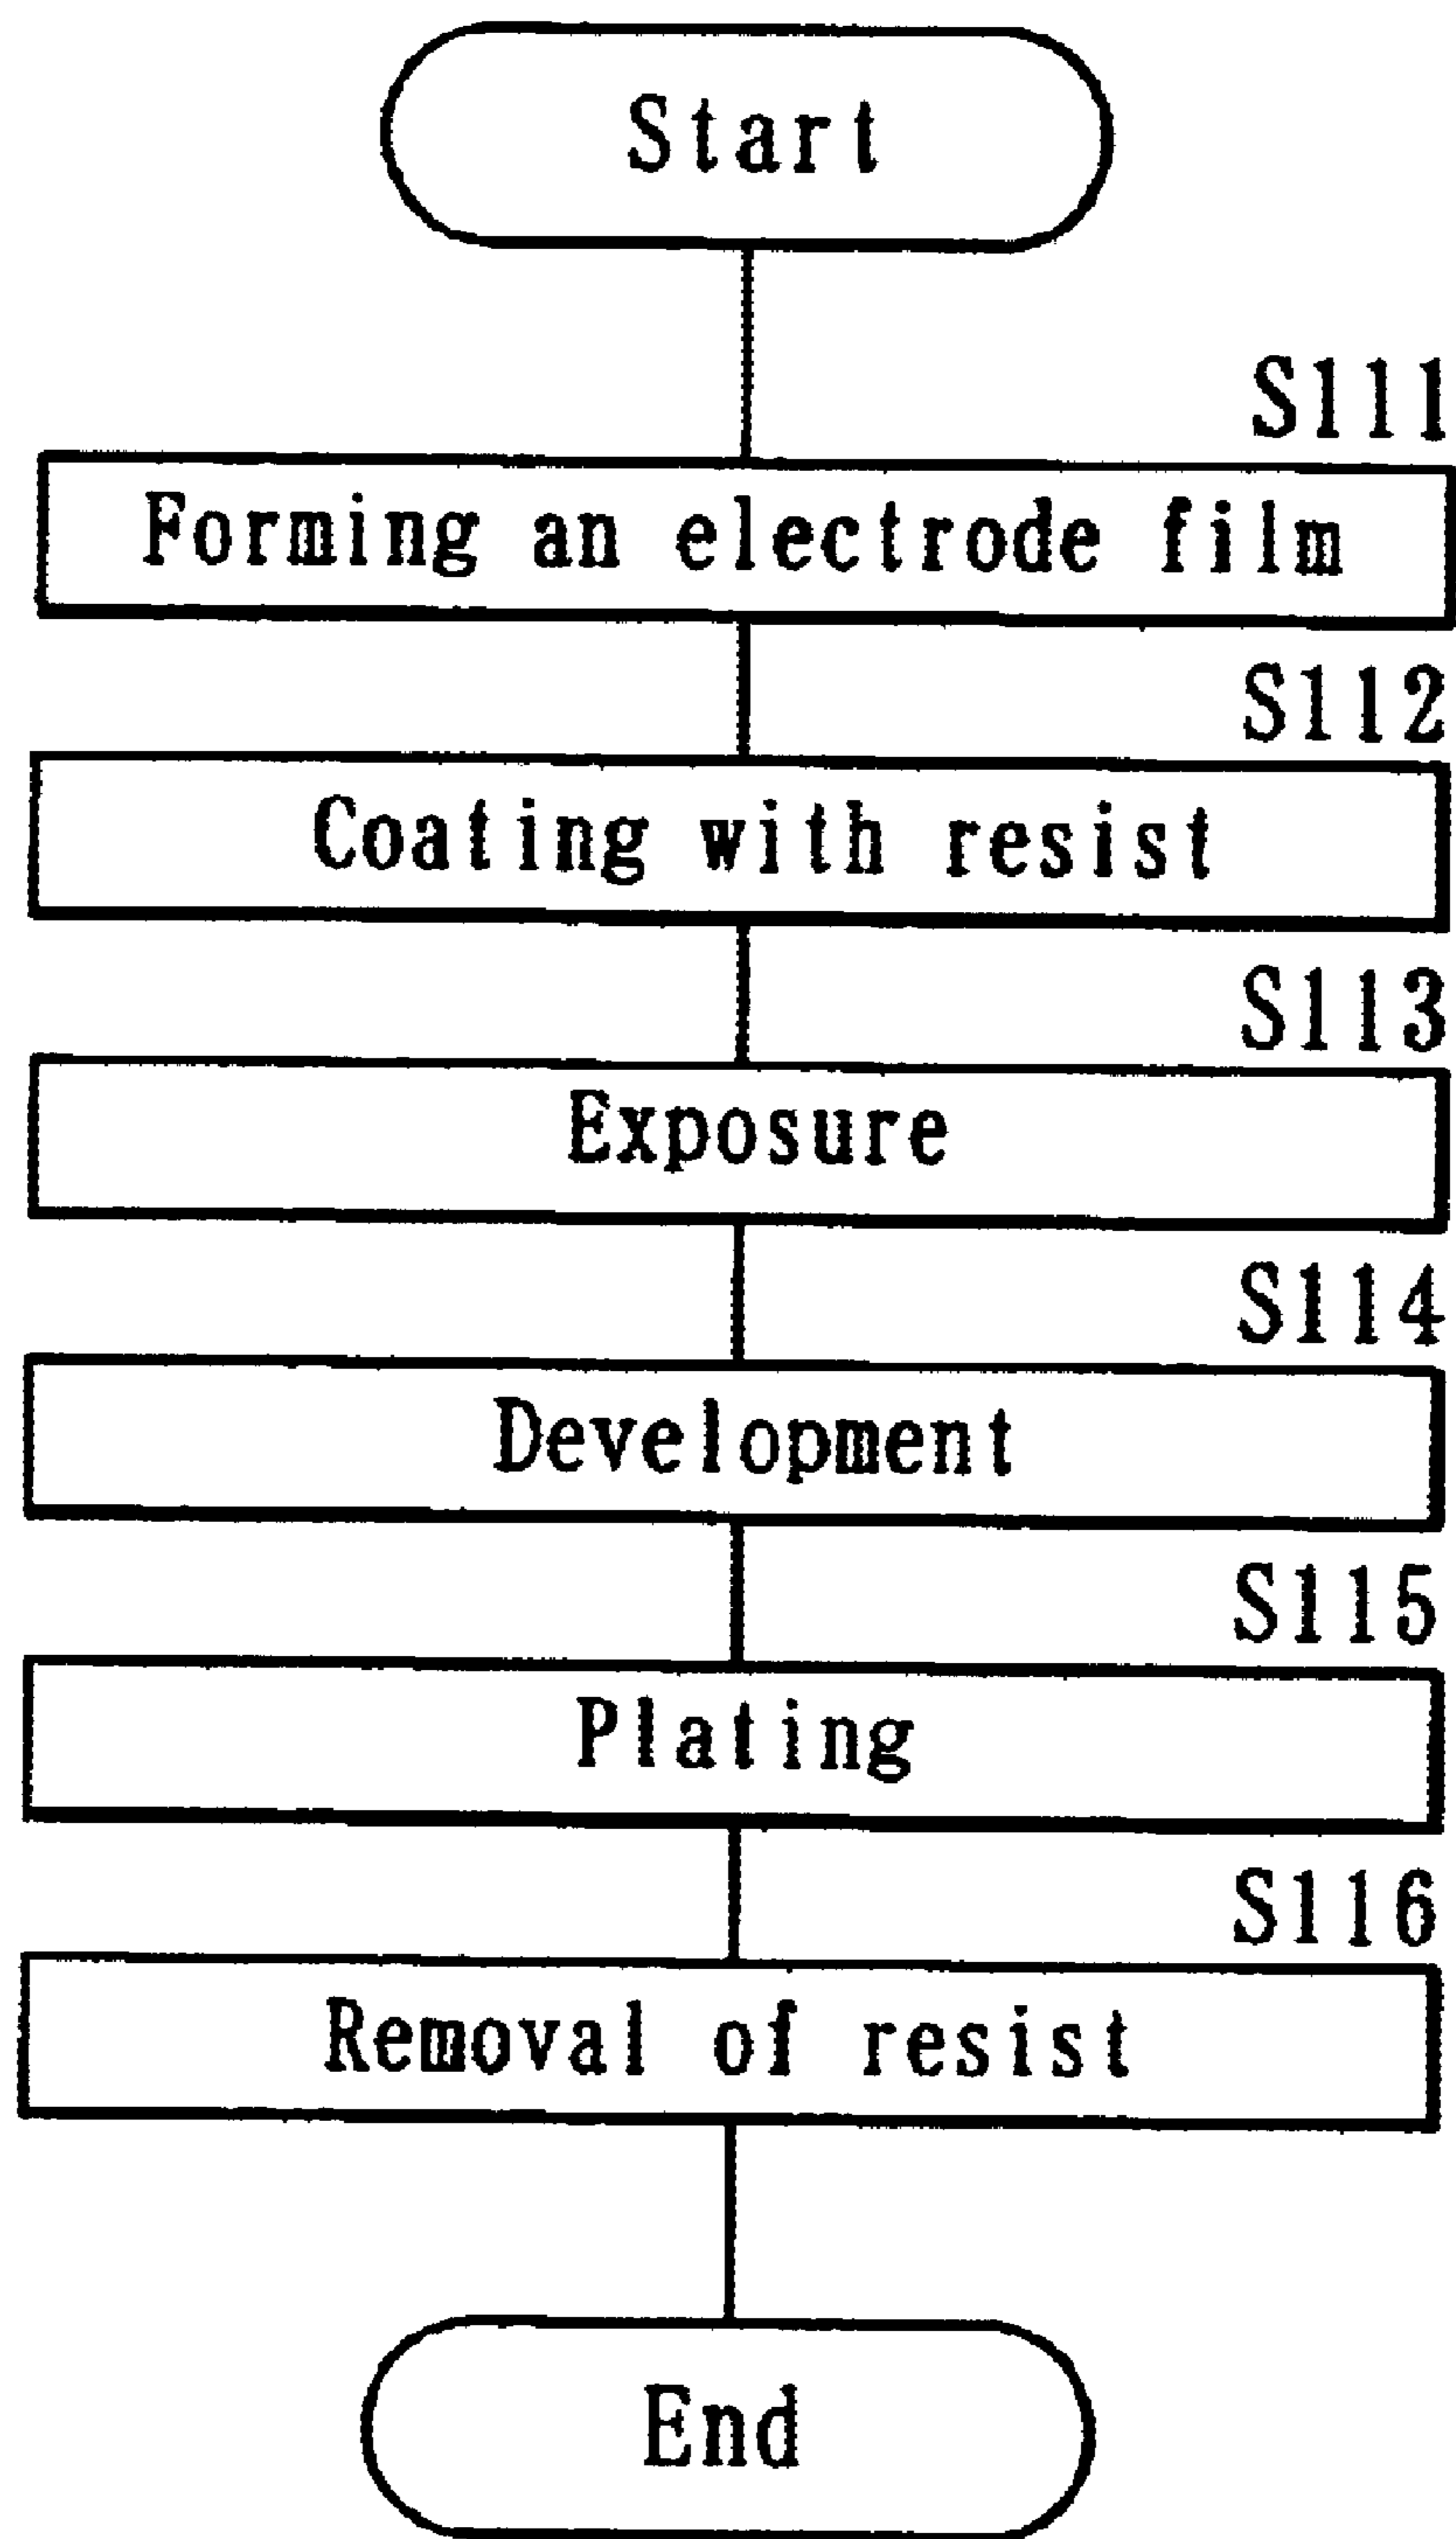 Start
S111
Forming an electrode film
S112
Coating with resist
S113
Exposure
S114
Development
S115
Plating
S116
Removal of resist
End